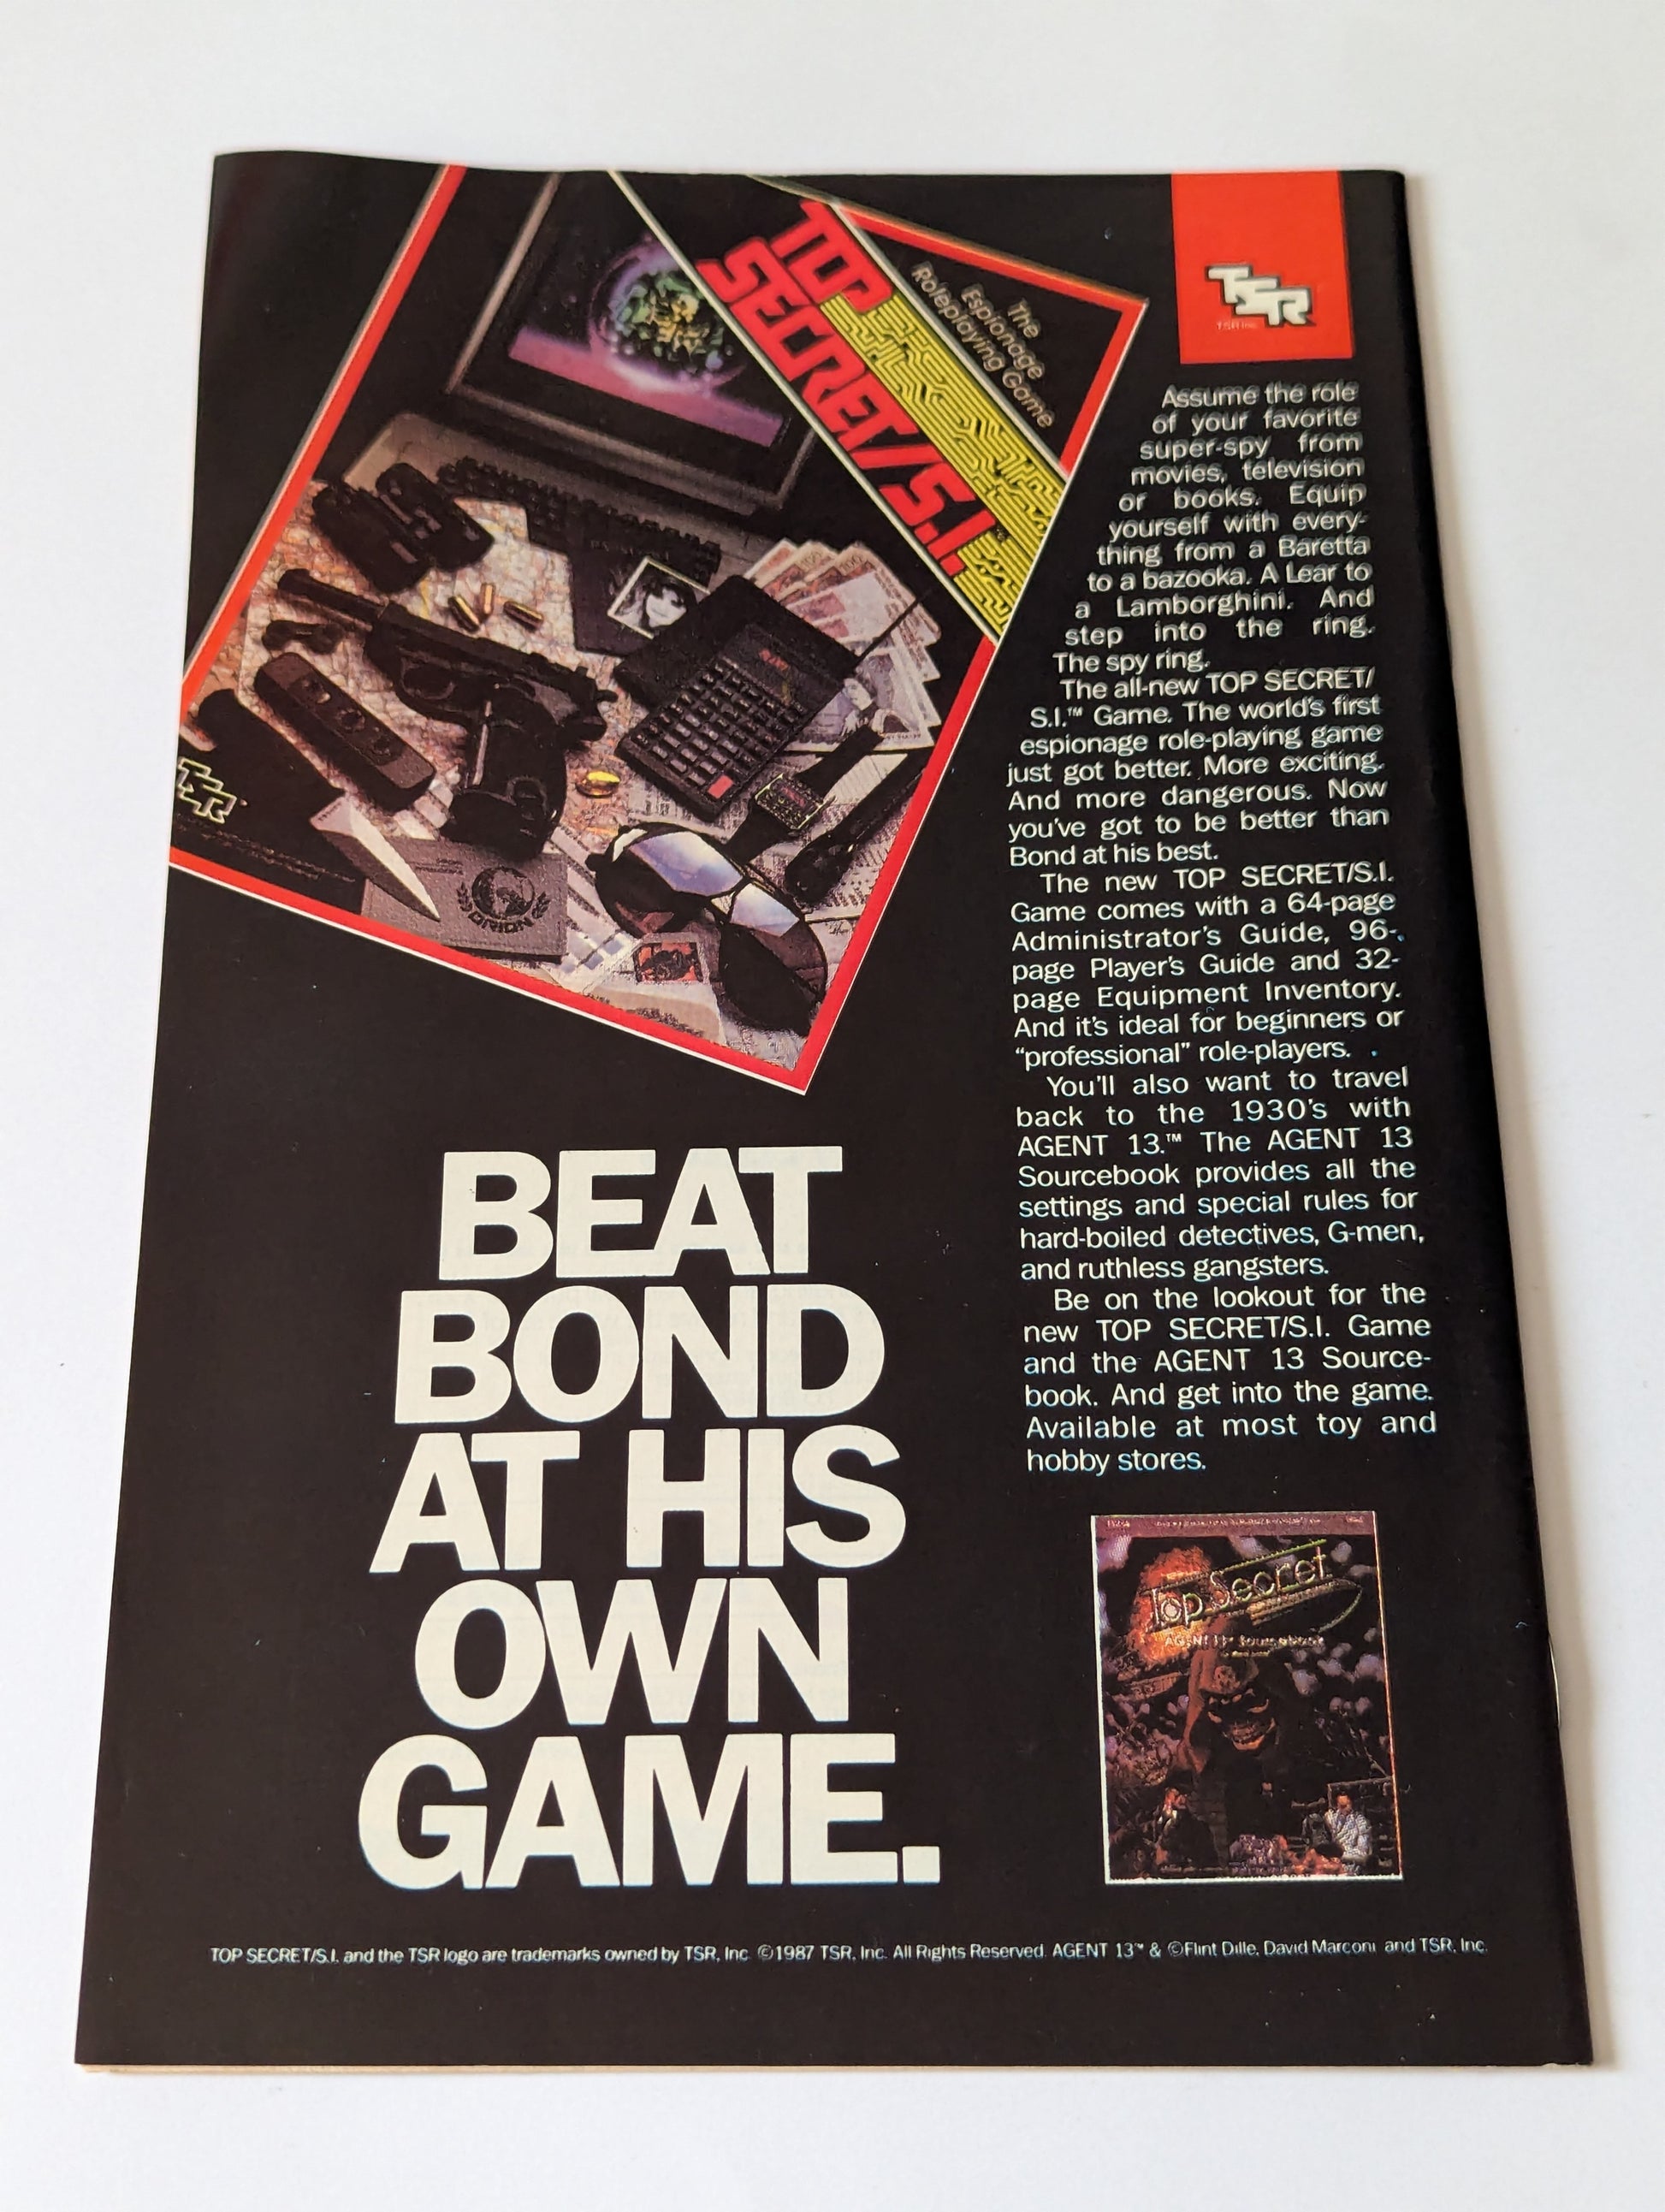 TOP
SECRET/S.I.
The
Espionage
Roleplaying Game
ORION
TSR
TSR
TSR Inc.
Assume the role
of your favorite
super-spy from
movies, television
or books. Equip
yourself with every-
thing from a Baretta
to a bazooka. A Lear to
a Lamborghini. And
step into the ring.
The spy ring.
The all-new TOP SECRET/
S.I.™ Game. The world's first
espionage role-playing game
just got better. More exciting.
And more dangerous. Now
you've got to be better than
Bond at his best.
The new TOP SECRET/S.I.
Game comes with a 64-page
Administrator's Guide, 96-
page Player's Guide and 32-
page Equipment Inventory.
And it's ideal for beginners or
"professional" role-players.
You'll also want to travel
back to the 1930's with
AGENT 13.™ The AGENT 13
Sourcebook provides all the
settings and special rules for
hard-boiled detectives, G-men,
and ruthless gangsters.
Be on the lookout for the
new TOP SECRET/S.I. Game
and the AGENT 13 Source-
book. And get into the game.
Available at most toy and
hobby stores.
BEAT
BOND
AT HIS
OWN
GAME.
Top Secret
AGENT 13™ Sourcebook
TOP SECRET/S.I. and the TSR logo are trademarks owned by TSR, Inc. ©1987 TSR, Inc. All Rights Reserved. AGENT 13™ & ©Flint Dille, David Marconi and TSR, Inc.